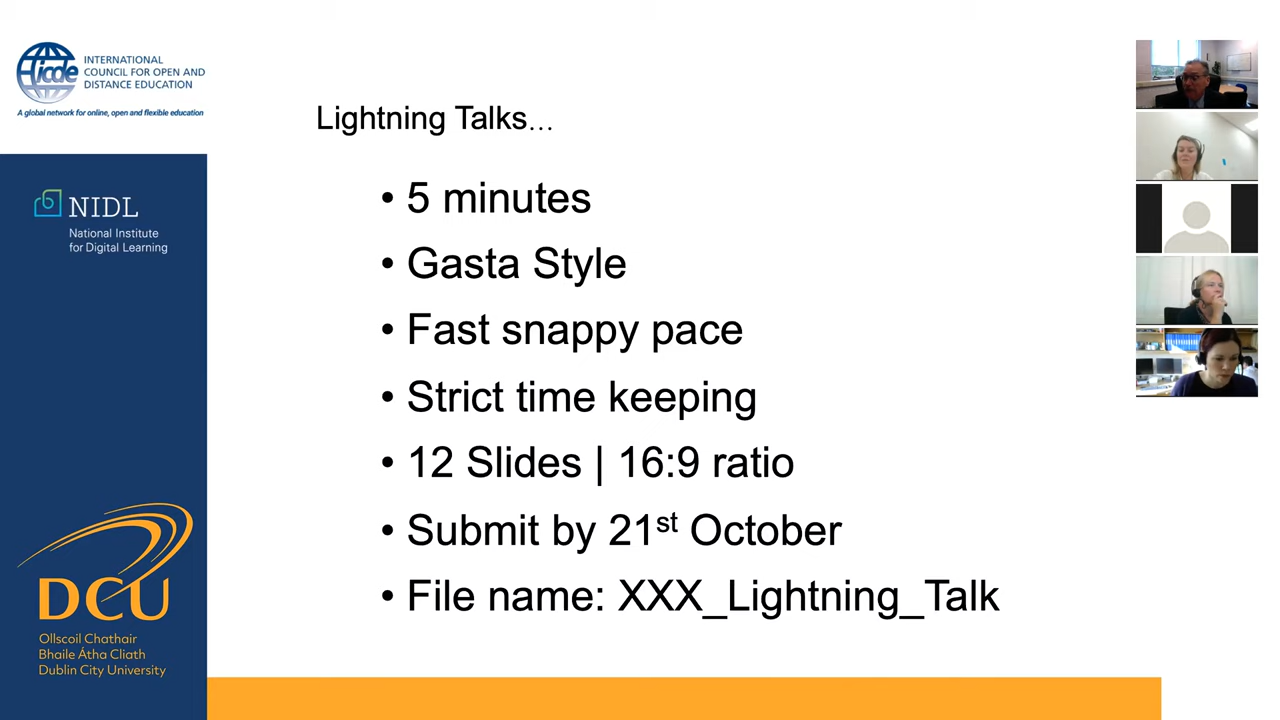 icde
INTERNATIONAL
COUNCIL FOR OPEN AND
DISTANCE EDUCATION
A global network for online, open and flexible education
NIDL
National Institute
for Digital Learning
DCU
Ollscoil Chathair
Bhaile Átha Cliath
Dublin City University
Lightning Talks...
• 5 minutes
• Gasta Style
• Fast snappy pace
• Strict time keeping
• 12 Slides | 16:9 ratio
• Submit by 21st October
• File name: XXX_Lightning_Talk